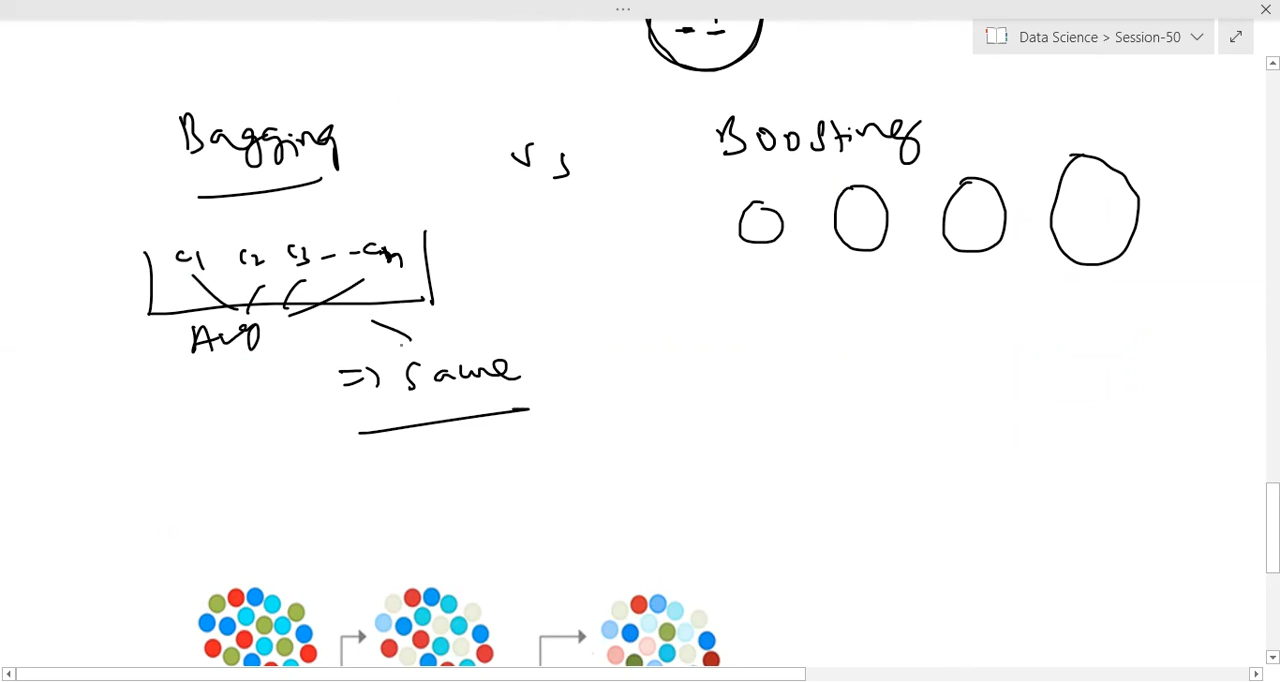 Data Science > Session-50
Bagging vs Boosting
c1 c2 c3 - - cn
Avg
=> Same